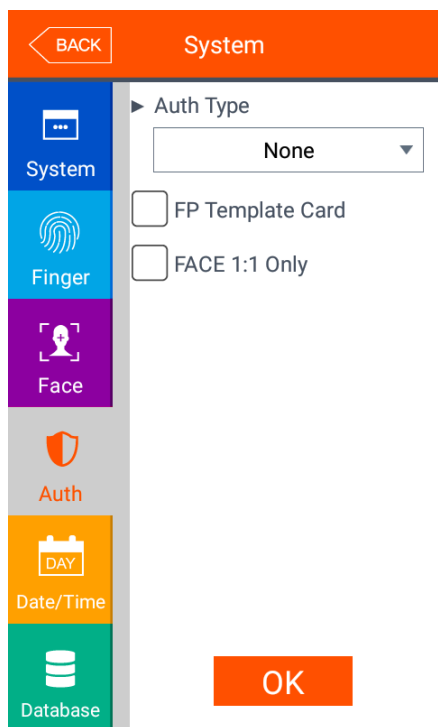 BACK
System
System
Finger
Face
Auth
DAY
Date/Time
Database
Auth Type
None
FP Template Card
FACE 1:1 Only
OK